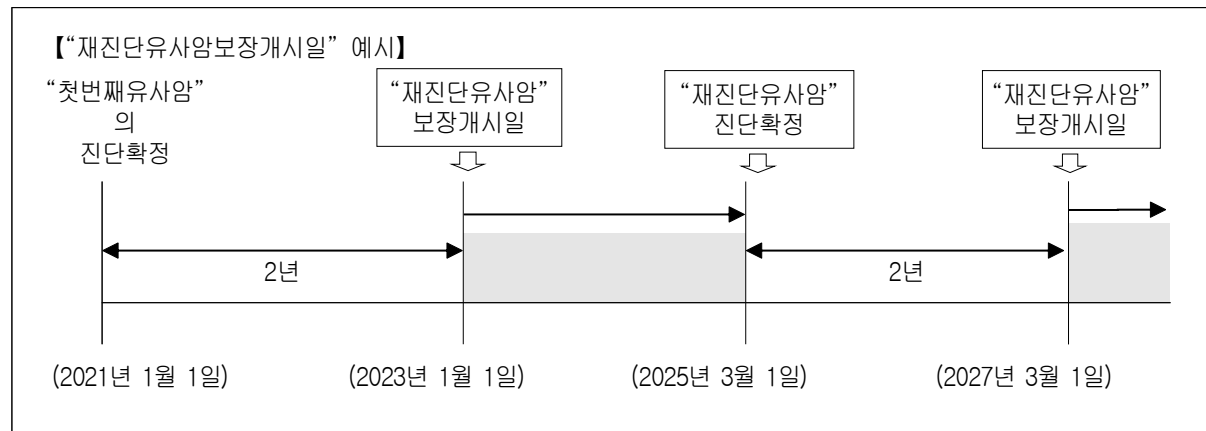 【“재진단유사암보장개시일” 예시】
“첫번째유사암”
의
진단확정
“재진단유사암”
보장개시일
“재진단유사암”
진단확정
“재진단유사암”
보장개시일
2년
2년
(2021년 1월 1일)
(2023년 1월 1일)
(2025년 3월 1일)
(2027년 3월 1일)